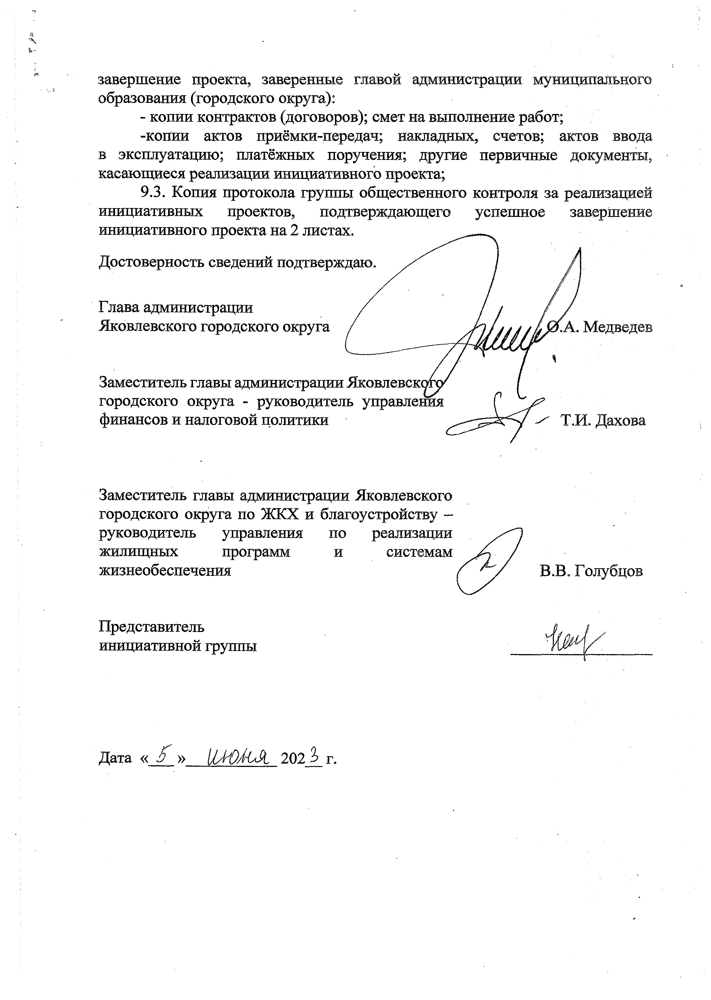 завершение проекта, заверенные главой администрации муниципального
образования (городского округа):
- копии контрактов (договоров); смет на выполнение работ;
-копии актов приёмки-передач; накладных, счетов; актов ввода
в эксплуатацию; платёжных поручения; другие первичные документы,
касающиеся реализации инициативного проекта;
9.3. Копия протокола группы общественного контроля за реализацией
инициативных проектов, подтверждающего успешное завершение
инициативного проекта на 2 листах.
Достоверность сведений подтверждаю.
Глава администрации
Яковлевского городского округа О.А. Медведев
Заместитель главы администрации Яковлевского
городского округа - руководитель управления
финансов и налоговой политики Т.И. Дахова
Заместитель главы администрации Яковлевского
городского округа по ЖКХ и благоустройству –
руководитель управления по реализации
жилищных программ и системам
жизнеобеспечения В.В. Голубцов
Представитель
инициативной группы
Дата «5» июня 2023 г.